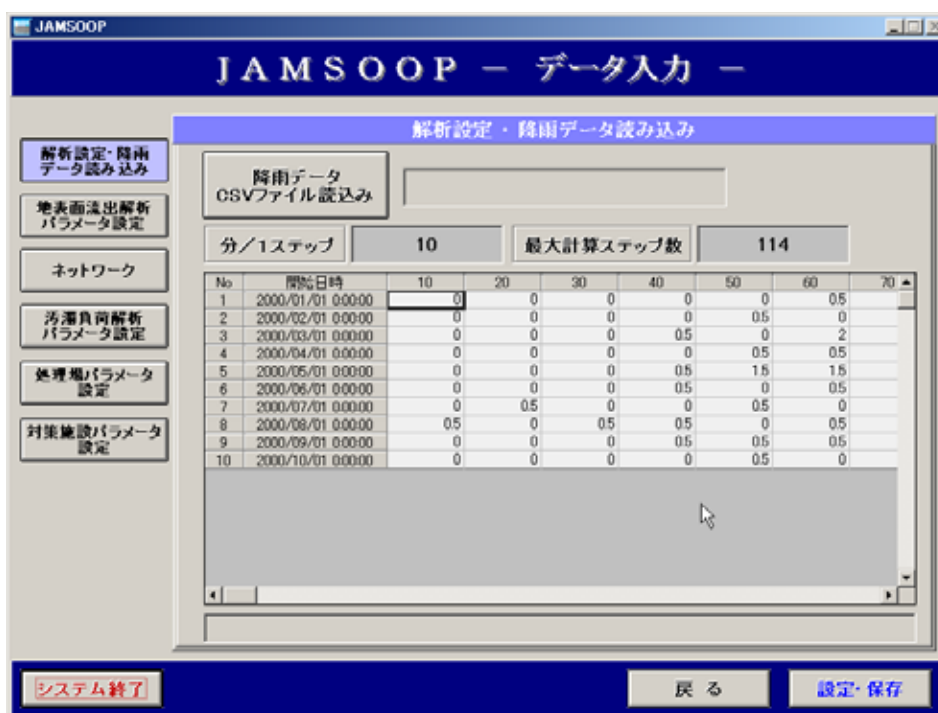 JAMSOOP
JAMSOOP － データ入力 －
解析設定・降雨データ読み込み
解析設定・降雨
データ読み込み
地表面流出解析
パラメータ設定
ネットワーク
汚濁負荷解析
パラメータ設定
処理場パラメータ
設定
対策施設パラメータ
設定
降雨データ
CSVファイル読込み
分／1ステップ 10 最大計算ステップ数 114
No 開始日時 10 20 30 40 50 60 70
1 2000/01/01 0:00:00 0 0 0 0 0 0.5
2 2000/02/01 0:00:00 0 0 0 0 0.5 0
3 2000/03/01 0:00:00 0 0 0 0.5 0 2
4 2000/04/01 0:00:00 0 0 0 0 0.5 0.5
5 2000/05/01 0:00:00 0 0 0 0.5 1.5 1.5
6 2000/06/01 0:00:00 0 0 0 0.5 0 0.5
7 2000/07/01 0:00:00 0 0.5 0 0 0.5 0
8 2000/08/01 0:00:00 0.5 0 0.5 0.5 0 0.5
9 2000/09/01 0:00:00 0 0 0 0.5 0.5 0.5
10 2000/10/01 0:00:00 0 0 0 0 0.5 0
システム終了 戻る 設定・保存